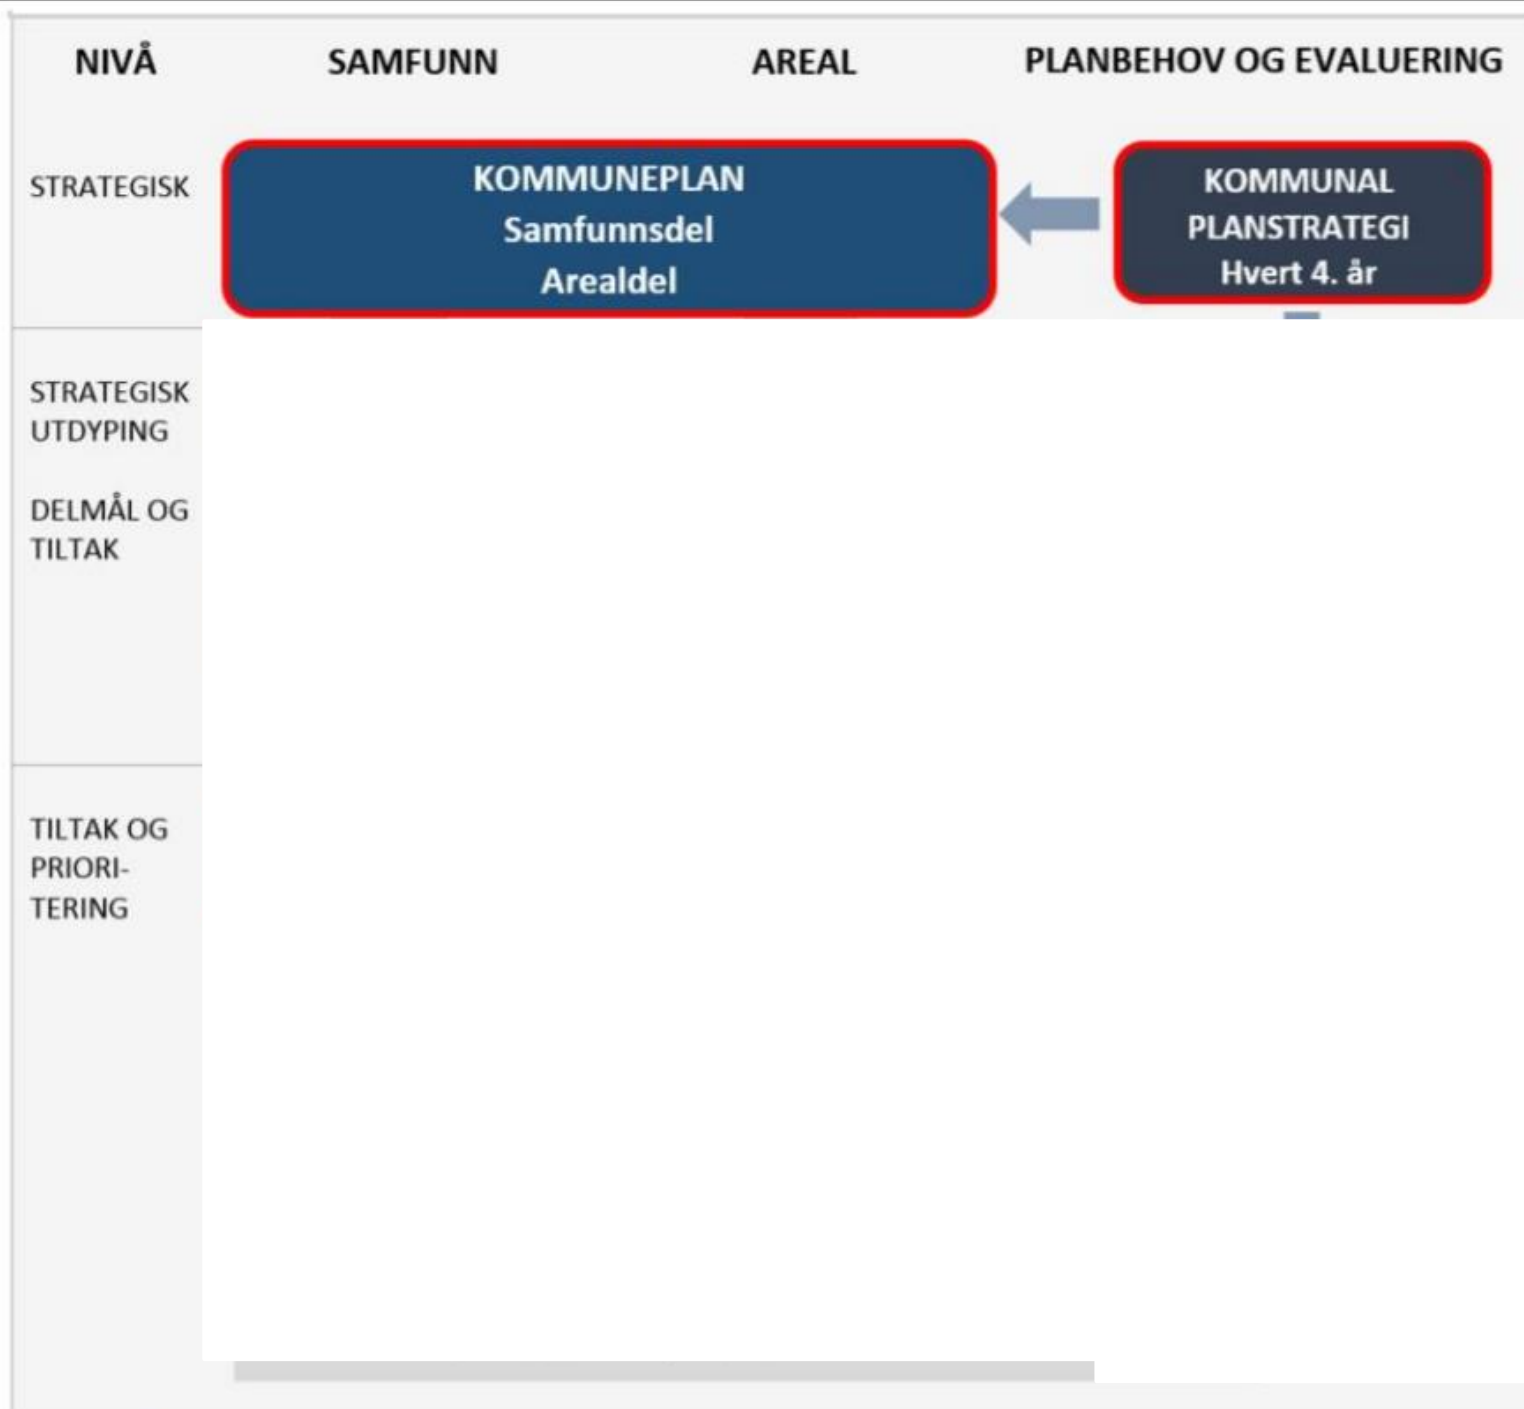 NIVÅ SAMFUNN AREAL PLANBEHOV OG EVALUERING
STRATEGISK
KOMMUNEPLAN
Samfunnsdel
Arealdel
KOMMUNAL
PLANSTRATEGI
Hvert 4. år
STRATEGISK
UTDYPING
DELMÅL OG
TILTAK
TILTAK OG
PRIORI-
TERING